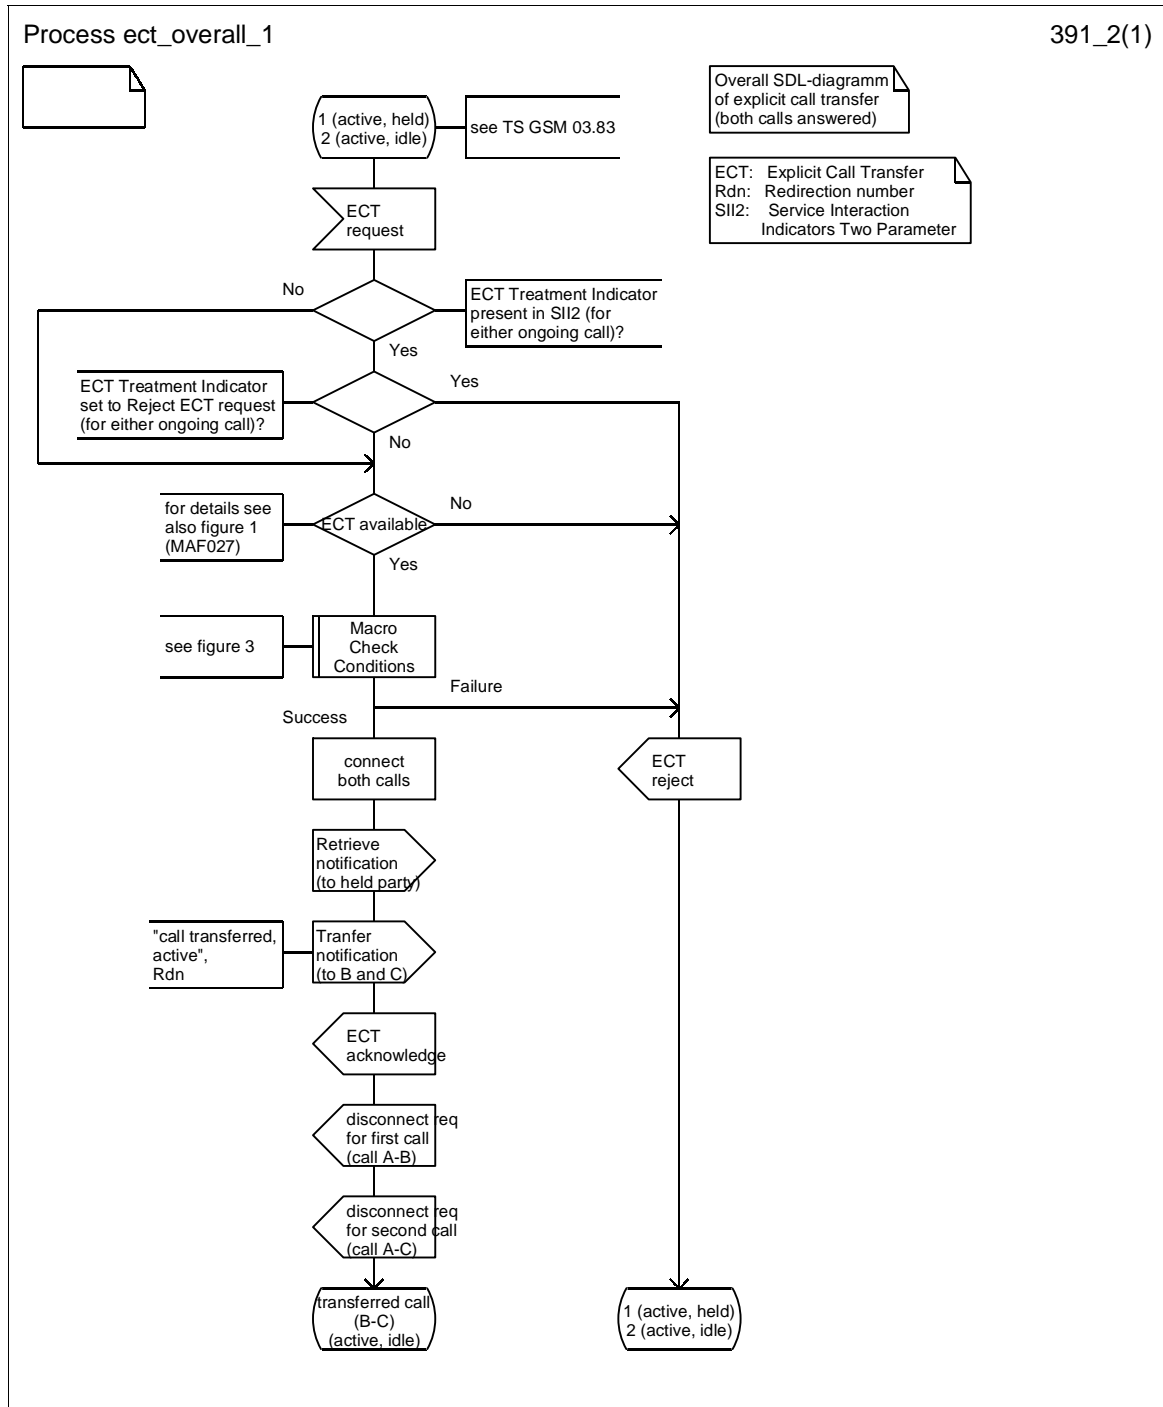 Process ect_overall_1
391_2(1)
Overall SDL-diagramm
of explicit call transfer
(both calls answered)
1 (active, held)
2 (active, idle)
see TS GSM 03.83
ECT: Explicit Call Transfer
Rdn: Redirection number
SII2: Service Interaction
Indicators Two Parameter
ECT
request
No
ECT Treatment Indicator
present in SII2 (for
either ongoing call)?
Yes
ECT Treatment Indicator
set to Reject ECT request
(for either ongoing call)?
Yes
No
for details see
also figure 1
(MAF027)
ECT available
No
Yes
see figure 3
Macro
Check
Conditions
Failure
Success
connect
both calls
ECT
reject
Retrieve
notification
(to held party)
"call transferred,
active",
Rdn
Tranfer
notification
(to B and C)
ECT
acknowledge
disconnect req
for first call
(call A-B)
disconnect req
for second call
(call A-C)
transferred call
(B-C)
(active, idle)
1 (active, held)
2 (active, idle)